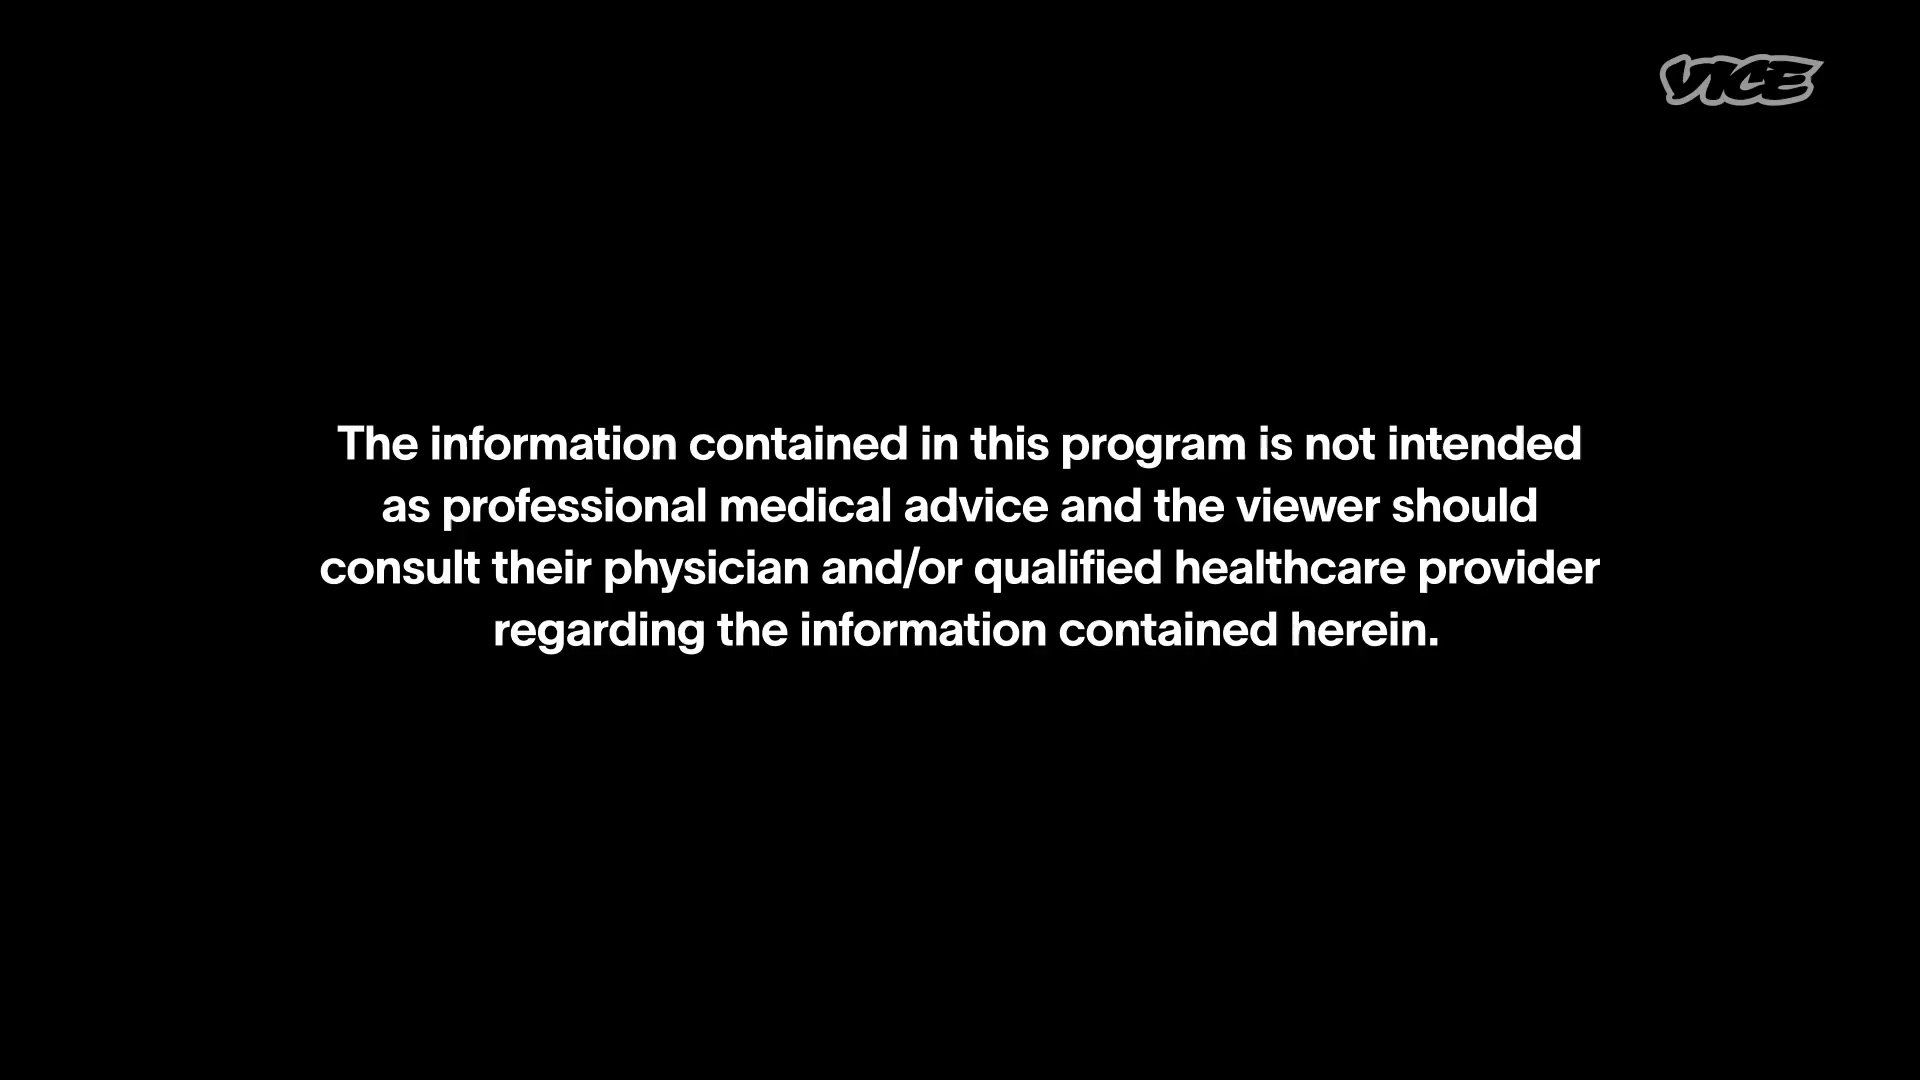 VICE
The information contained in this program is not intended
as professional medical advice and the viewer should
consult their physician and/or qualified healthcare provider
regarding the information contained herein.